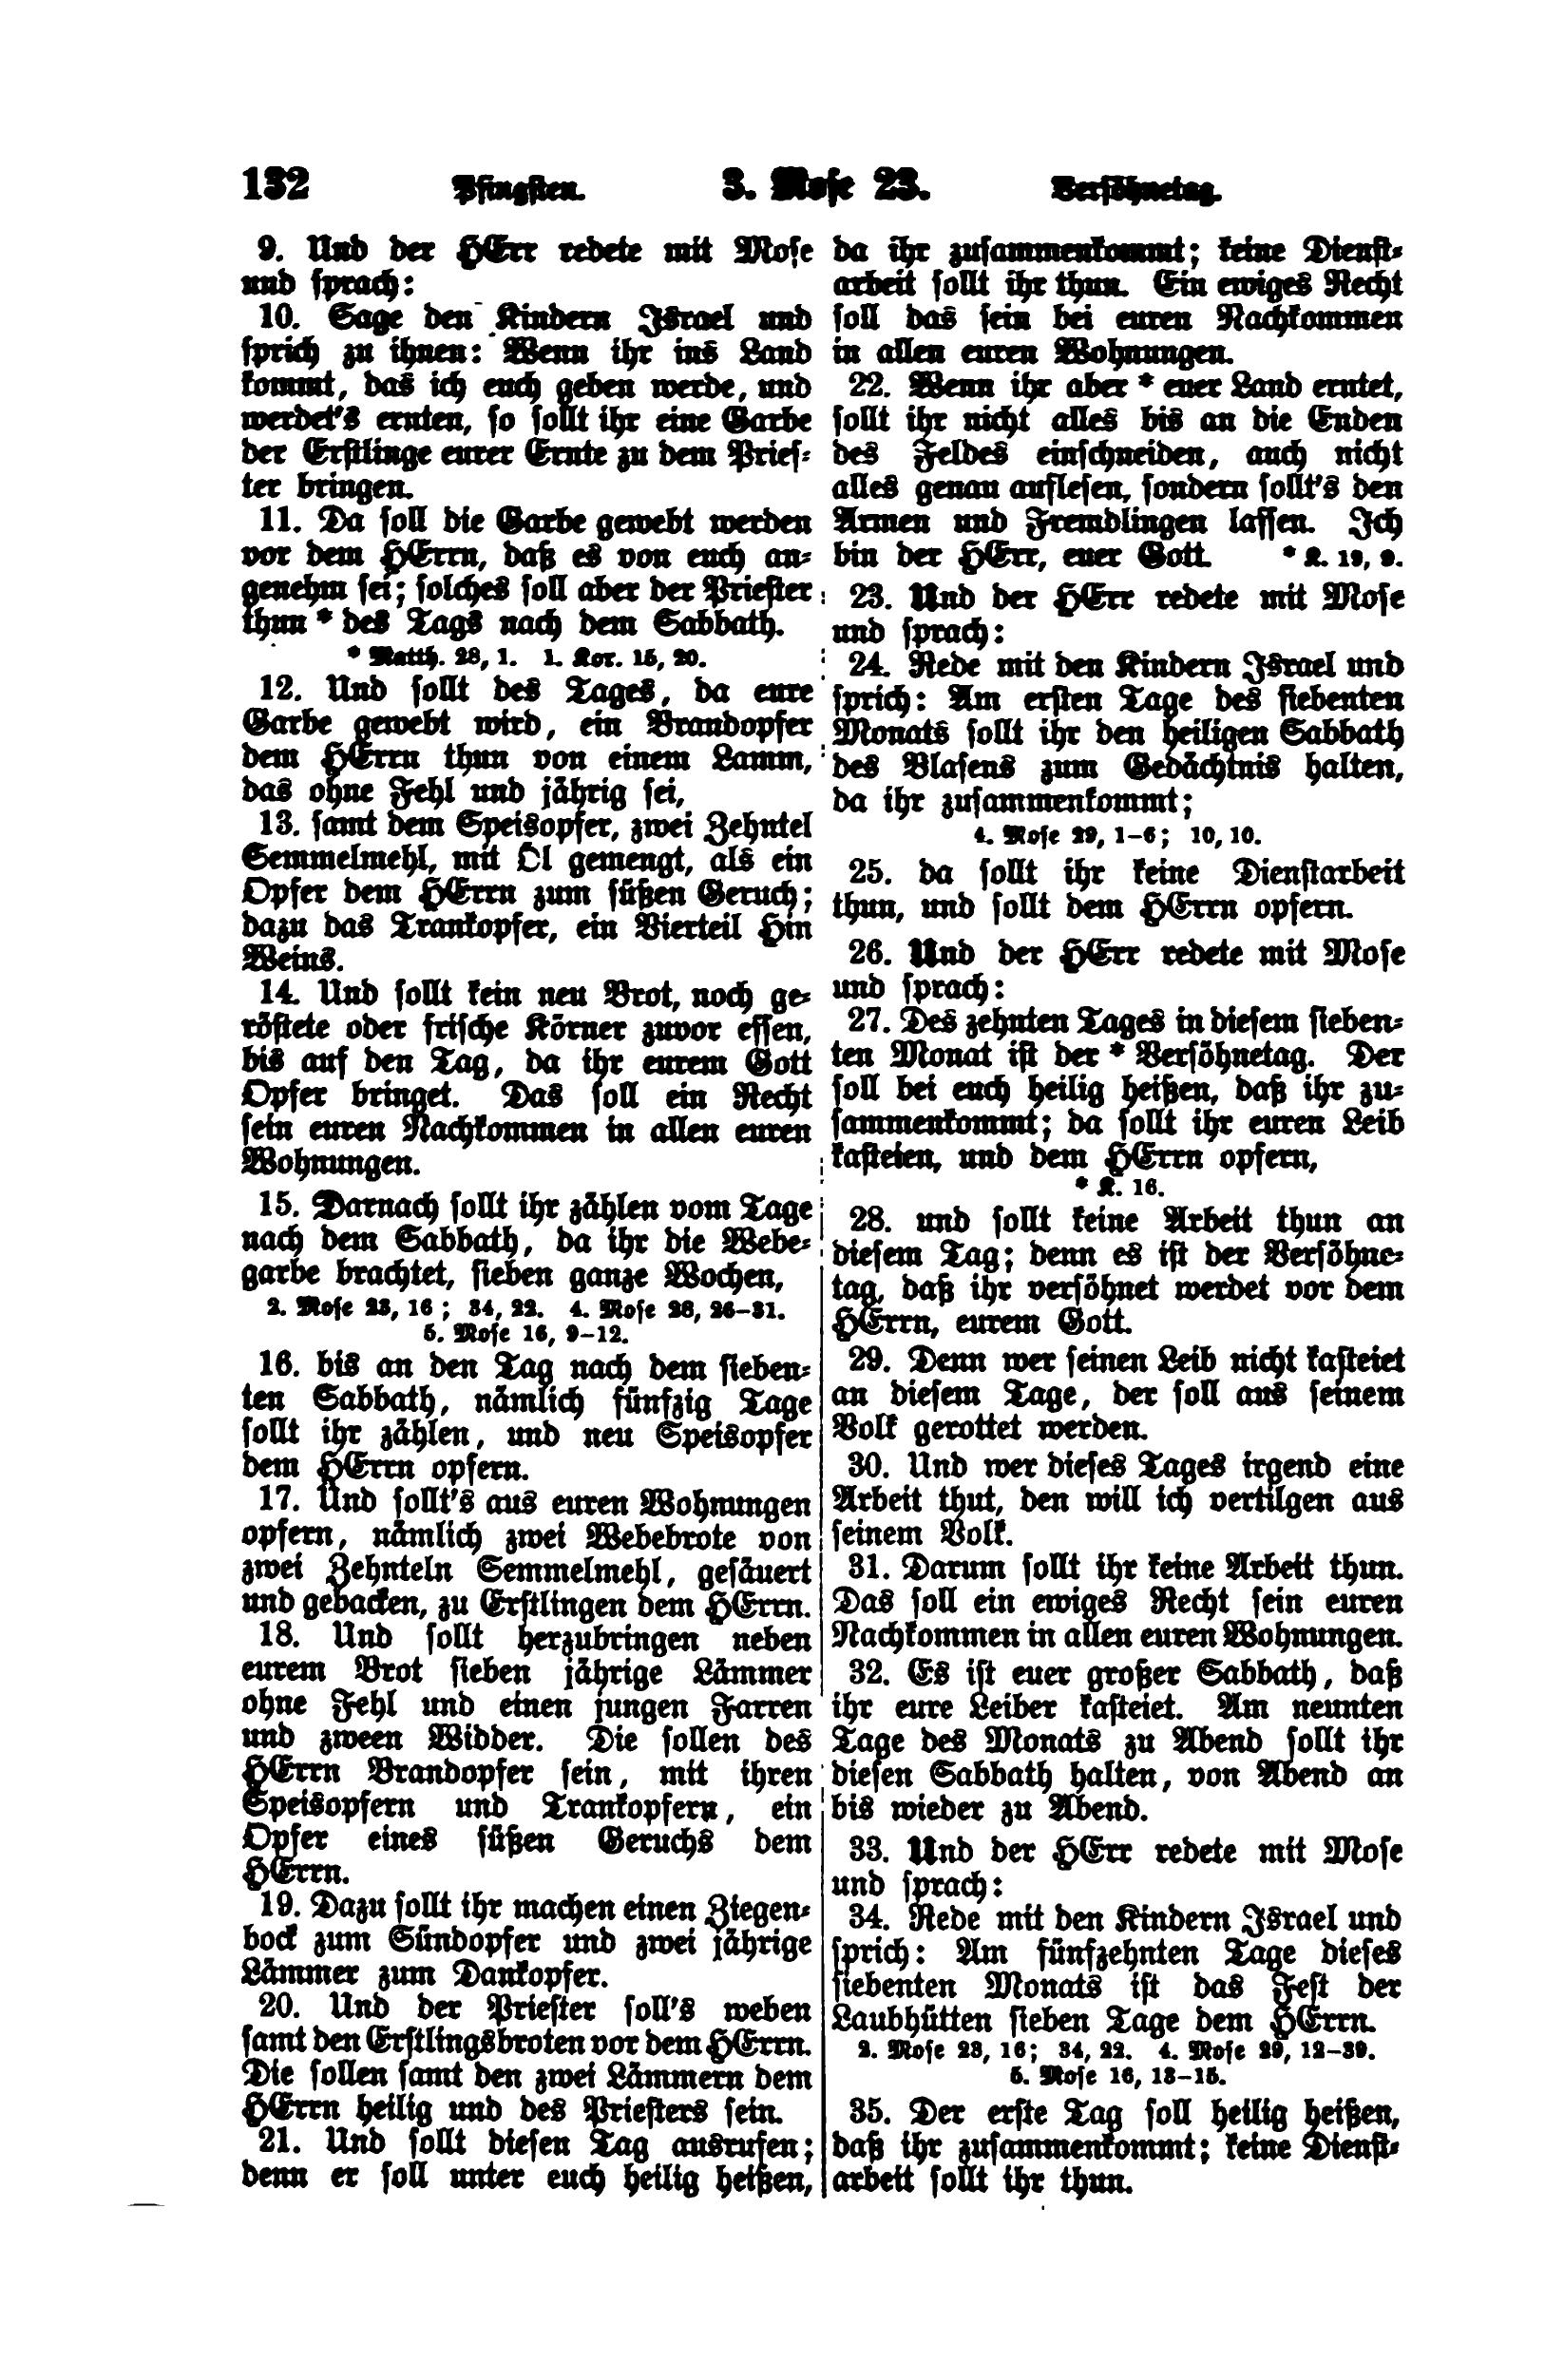 132 Pfingsten. 3. Mose 23. Versöhnetag.
9. Und der HErr redete mit Mose
und sprach:
10. Sage den Kindern Israel und
sprich zu ihnen: Wenn ihr ins Land
kommt, das ich euch geben werde, und
werdet's ernten, so sollt ihr eine Garbe
der Erstlinge eurer Ernte zu dem Pries-
ter bringen.
11. Da soll die Garbe gewebt werden
vor dem HErrn, daß es von euch an-
genehm sei; solches soll aber der Priester
thun * des Tags nach dem Sabbath.
* Matth. 28, 1. 1. Kor. 15, 20.
12. Und sollt des Tages, da eure
Garbe gewebt wird, ein Brandopfer
dem HErrn thun von einem Lamm,
das ohne Fehl und jährig sei,
13. samt dem Speisopfer, zwei Zehntel
Semmelmehl, mit Öl gemengt, als ein
Opfer dem HErrn zum süßen Geruch;
dazu das Trankopfer, ein Vierteil Hin
Weins.
14. Und sollt kein neu Brot, noch ge-
röstete oder frische Körner zuvor essen,
bis auf den Tag, da ihr eurem Gott
Opfer bringet. Das soll ein Recht
sein euren Nachkommen in allen euren
Wohnungen.
15. Darnach sollt ihr zählen vom Tage
nach dem Sabbath, da ihr die Webe-
garbe brachtet, sieben ganze Wochen,
2. Mose 23, 16; 34, 22. 4. Mose 28, 26–31.
5. Mose 16, 9–12.
16. bis an den Tag nach dem sieben-
ten Sabbath, nämlich fünfzig Tage
sollt ihr zählen, und neu Speisopfer
dem HErrn opfern.
17. Und sollt's aus euren Wohnungen
opfern, nämlich zwei Webebrote von
zwei Zehnteln Semmelmehl, gesäuert
und gebacken, zu Erstlingen dem HErrn.
18. Und sollt herzubringen neben
eurem Brot sieben jährige Lämmer
ohne Fehl und einen jungen Farren
und zween Widder. Die sollen des
HErrn Brandopfer sein, mit ihren
Speisopfern und Trankopfern, ein
Opfer eines süßen Geruchs dem
HErrn.
19. Dazu sollt ihr machen einen Ziegen-
bock zum Sündopfer und zwei jährige
Lämmer zum Dankopfer.
20. Und der Priester soll's weben
samt den Erstlingsbroten vor dem HErrn.
Die sollen samt den zwei Lämmern dem
HErrn heilig und des Priesters sein.
21. Und sollt diesen Tag ausrufen;
denn er soll unter euch heilig heißen,
da ihr zusammenkommt; keine Dienst-
arbeit sollt ihr thun. Ein ewiges Recht
soll das sein bei euren Nachkommen
in allen euren Wohnungen.
22. Wenn ihr aber * euer Land erntet,
sollt ihr nicht alles bis an die Enden
des Feldes einschneiden, auch nicht
alles genau auflesen, sondern sollt's den
Armen und Fremdlingen lassen. Ich
bin der HErr, euer Gott. * K. 19, 9.
23. Und der HErr redete mit Mose
und sprach:
24. Rede mit den Kindern Israel und
sprich: Am ersten Tage des siebenten
Monats sollt ihr den heiligen Sabbath
des Blasens zum Gedächtnis halten,
da ihr zusammenkommt;
4. Mose 29, 1–6; 10, 10.
25. da sollt ihr keine Dienstarbeit
thun, und sollt dem HErrn opfern.
26. Und der HErr redete mit Mose
und sprach:
27. Des zehnten Tages in diesem sieben-
ten Monat ist der * Versöhnetag. Der
soll bei euch heilig heißen, daß ihr zu-
sammenkommt; da sollt ihr euren Leib
kasteien, und dem HErrn opfern,
* K. 16.
28. und sollt keine Arbeit thun an
diesem Tag; denn es ist der Versöhne-
tag, daß ihr versöhnet werdet vor dem
HErrn, eurem Gott.
29. Denn wer seinen Leib nicht kasteiet
an diesem Tage, der soll aus seinem
Volk gerottet werden.
30. Und wer dieses Tages irgend eine
Arbeit thut, den will ich vertilgen aus
seinem Volk.
31. Darum sollt ihr keine Arbeit thun.
Das soll ein ewiges Recht sein euren
Nachkommen in allen euren Wohnungen.
32. Es ist euer großer Sabbath, daß
ihr eure Leiber kasteiet. Am neunten
Tage des Monats zu Abend sollt ihr
diesen Sabbath halten, von Abend an
bis wieder zu Abend.
33. Und der HErr redete mit Mose
und sprach:
34. Rede mit den Kindern Israel und
sprich: Am fünfzehnten Tage dieses
siebenten Monats ist das Fest der
Laubhütten sieben Tage dem HErrn.
2. Mose 23, 16; 34, 22. 4. Mose 29, 12–39.
5. Mose 16, 13–15.
35. Der erste Tag soll heilig heißen,
daß ihr zusammenkommt; keine Dienst-
arbeit sollt ihr thun.